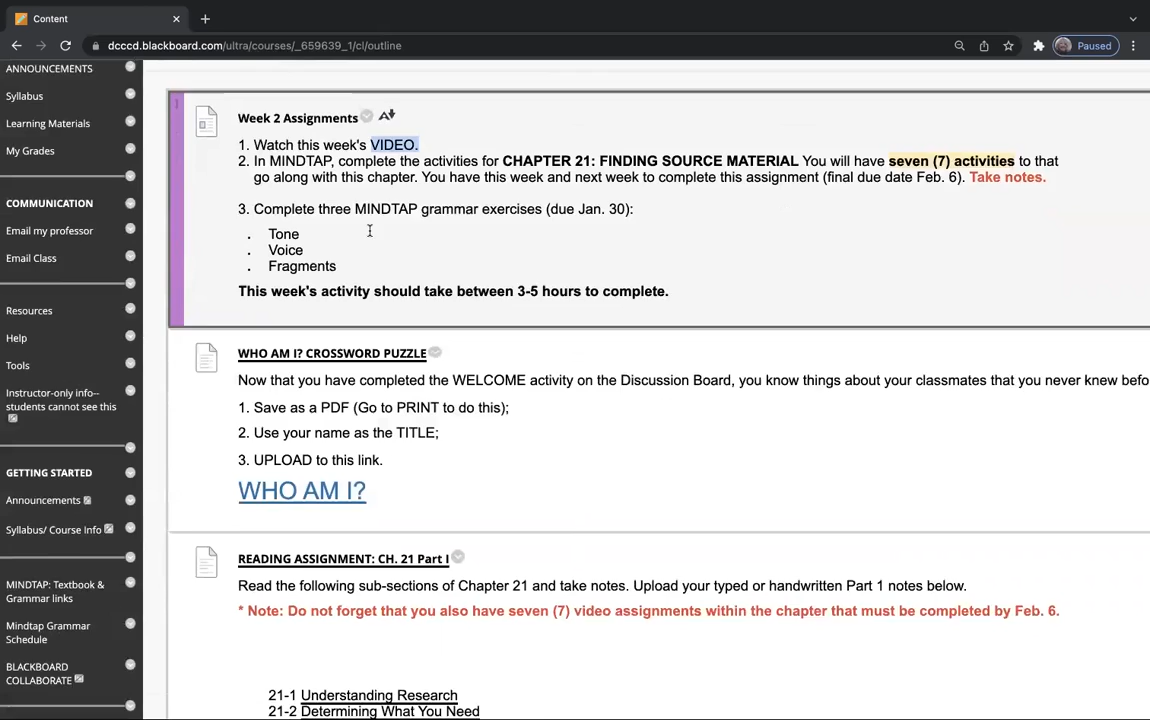 Content
dcccd.blackboard.com/ultra/courses/_659639_1/cl/outline
Paused
ANNOUNCEMENTS
Syllabus
Learning Materials
My Grades
COMMUNICATION
Email my professor
Email Class
Resources
Help
Tools
Instructor-only info--
students cannot see this
GETTING STARTED
Announcements
Syllabus/ Course Info
MINDTAP: Textbook &
Grammar links
Mindtap Grammar
Schedule
BLACKBOARD
COLLABORATE
Week 2 Assignments
1. Watch this week's VIDEO.
2. In MINDTAP, complete the activities for CHAPTER 21: FINDING SOURCE MATERIAL You will have seven (7) activities to that
go along with this chapter. You have this week and next week to complete this assignment (final due date Feb. 6). Take notes.
3. Complete three MINDTAP grammar exercises (due Jan. 30):
. Tone
. Voice
. Fragments
This week's activity should take between 3-5 hours to complete.
WHO AM I? CROSSWORD PUZZLE
Now that you have completed the WELCOME activity on the Discussion Board, you know things about your classmates that you never knew befo
1. Save as a PDF (Go to PRINT to do this);
2. Use your name as the TITLE;
3. UPLOAD to this link.
WHO AM I?
READING ASSIGNMENT: CH. 21 Part I
Read the following sub-sections of Chapter 21 and take notes. Upload your typed or handwritten Part 1 notes below.
* Note: Do not forget that you also have seven (7) video assignments within the chapter that must be completed by Feb. 6.
21-1 Understanding Research
21-2 Determining What You Need